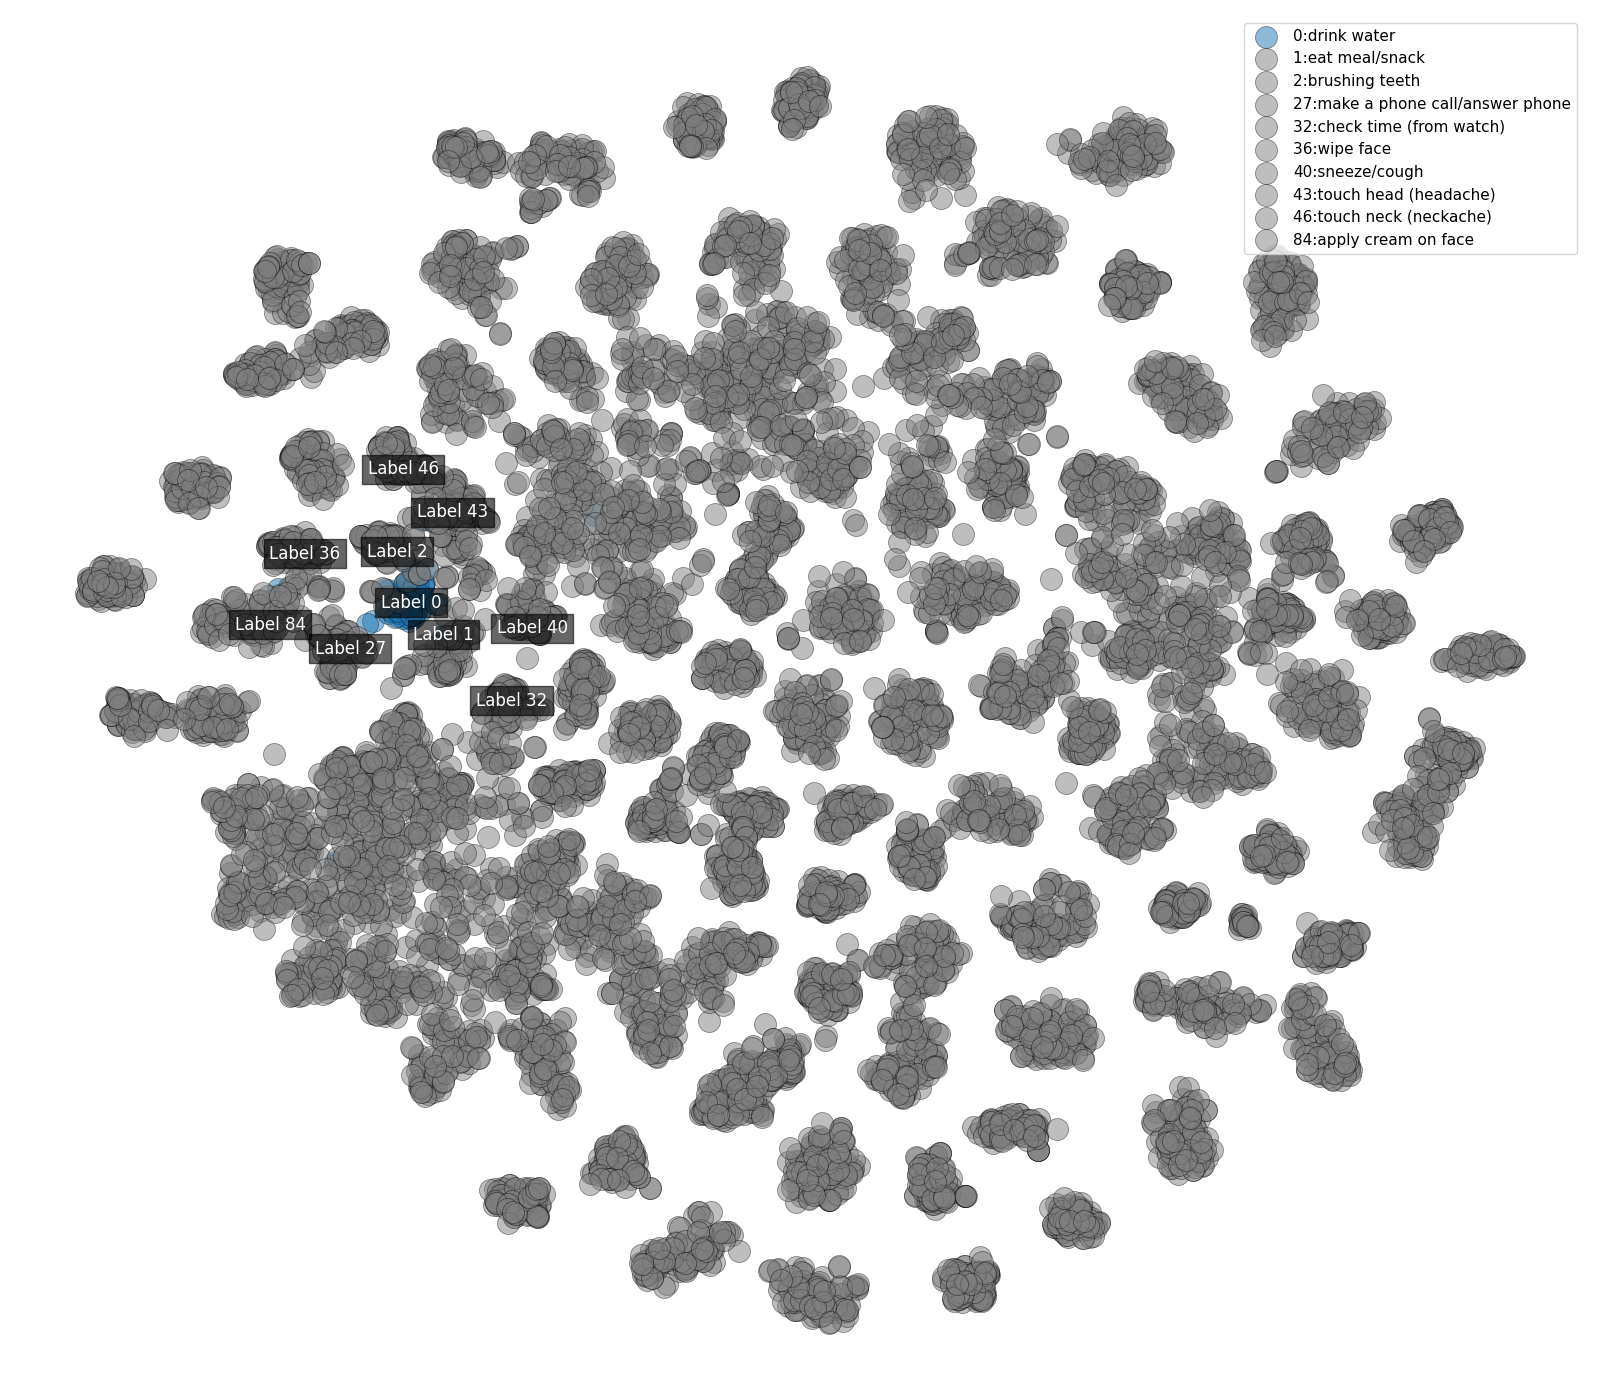 0:drink water
1:eat meal/snack
2:brushing teeth
27:make a phone call/answer phone
32:check time (from watch)
36:wipe face
40:sneeze/cough
43:touch head (headache)
46:touch neck (neckache)
84:apply cream on face
Label 46
Label 43
Label 36
Label 2
Label 0
Label 84
Label 1
Label 40
Label 27
Label 32